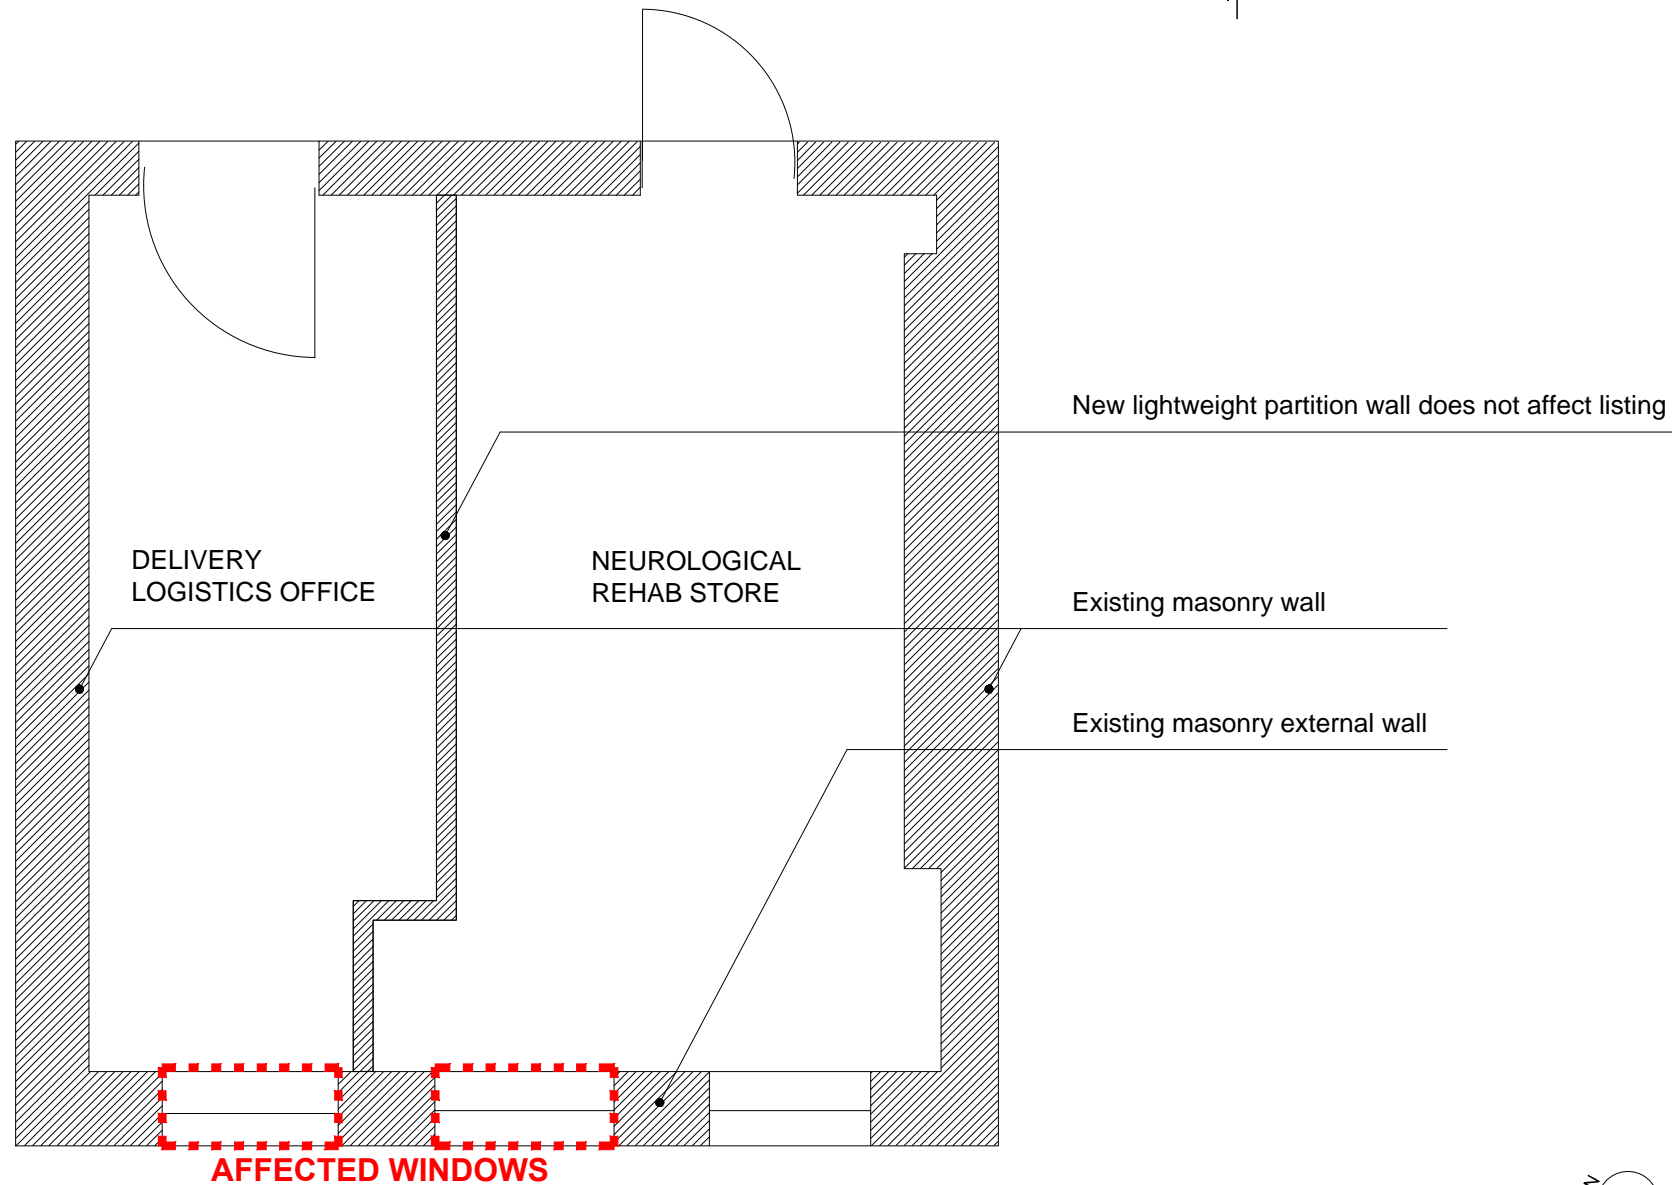 New lightweight partition wall does not affect listing
DELIVERY
LOGISTICS OFFICE
NEUROLOGICAL
REHAB STORE
Existing masonry wall
Existing masonry external wall
AFFECTED WINDOWS
N